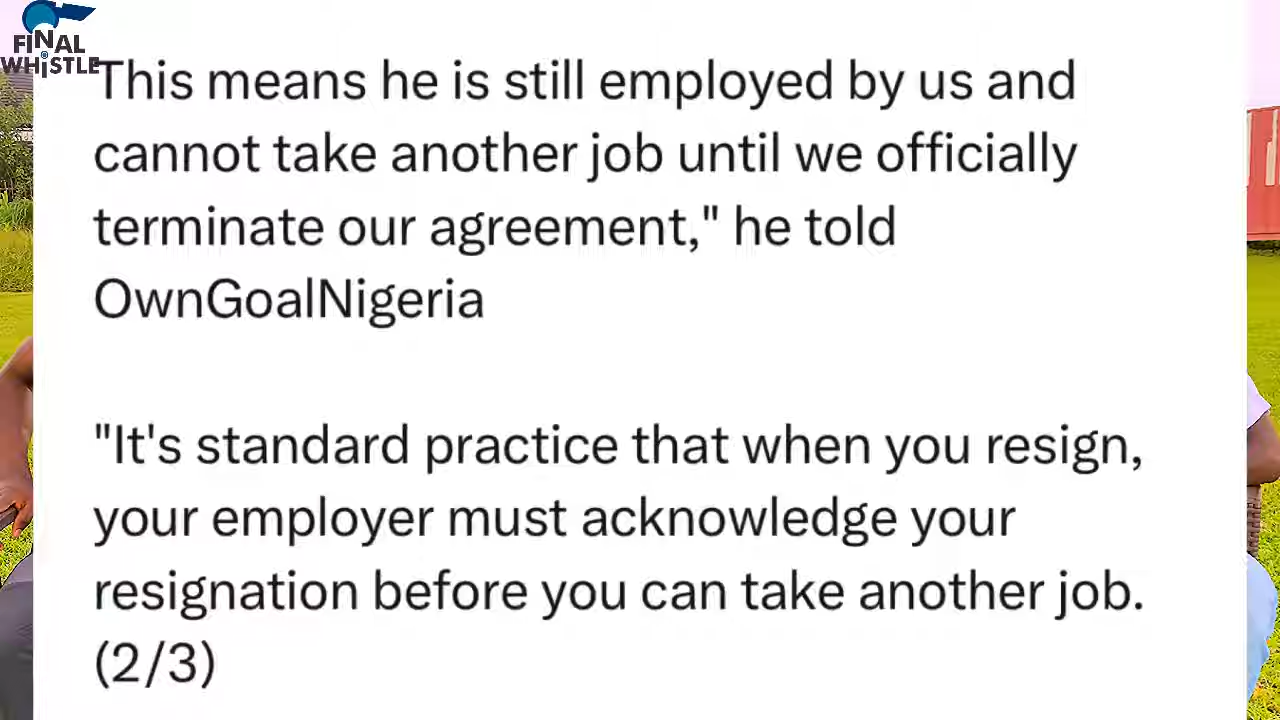 FINAL
WHISTLE
This means he is still employed by us and
cannot take another job until we officially
terminate our agreement," he told
OwnGoalNigeria
"It's standard practice that when you resign,
your employer must acknowledge your
resignation before you can take another job.
(2/3)